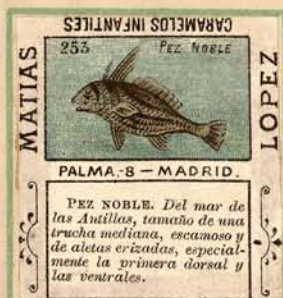 CARAMELOS INFANTILES
MATIAS
253
PEZ NOBLE
LOPEZ
PALMA.-8 — MADRID.
PEZ NOBLE. Del mar de
las Antillas, tamaño de una
trucha mediana, escamoso y
de aletas erizadas, especial-
mente la primera dorsal y
las ventrales.